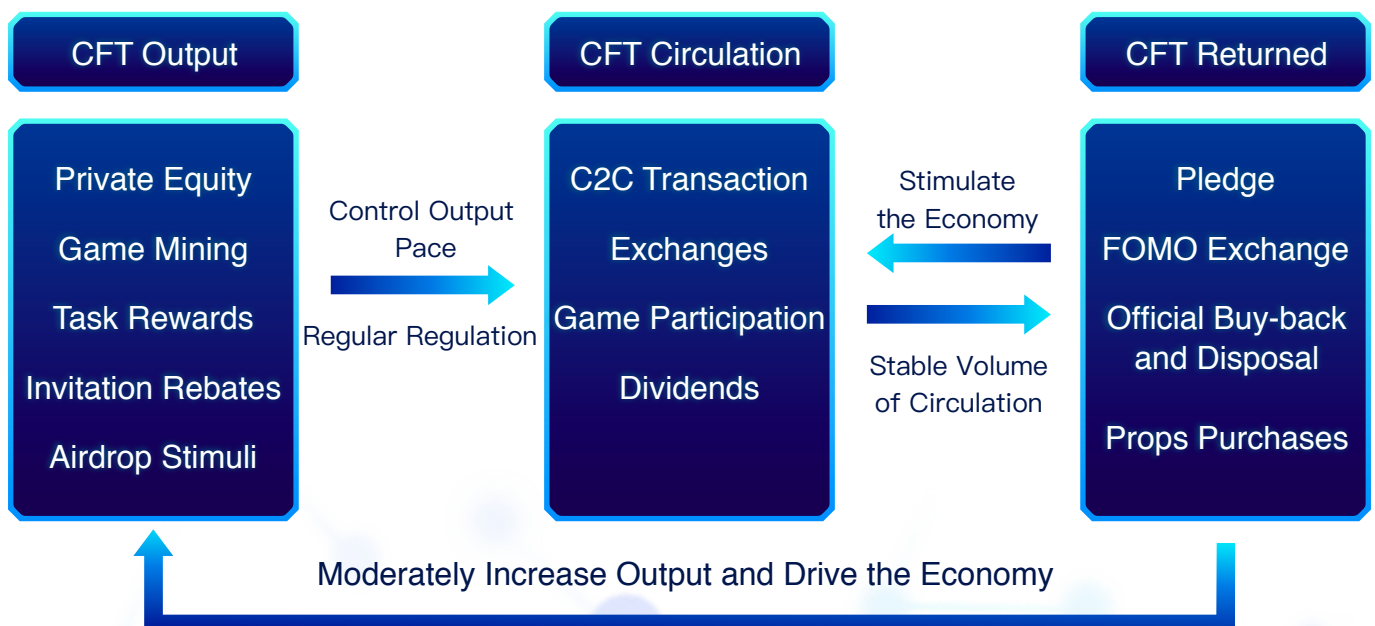 CFT Output
CFT Circulation
CFT Returned
Private Equity
Game Mining
Task Rewards
Invitation Rebates
Airdrop Stimuli
Control Output
Pace
Regular Regulation
C2C Transaction
Exchanges
Game Participation
Dividends
Stimulate
the Economy
Stable Volume
of Circulation
Pledge
FOMO Exchange
Official Buy-back
and Disposal
Props Purchases
Moderately Increase Output and Drive the Economy